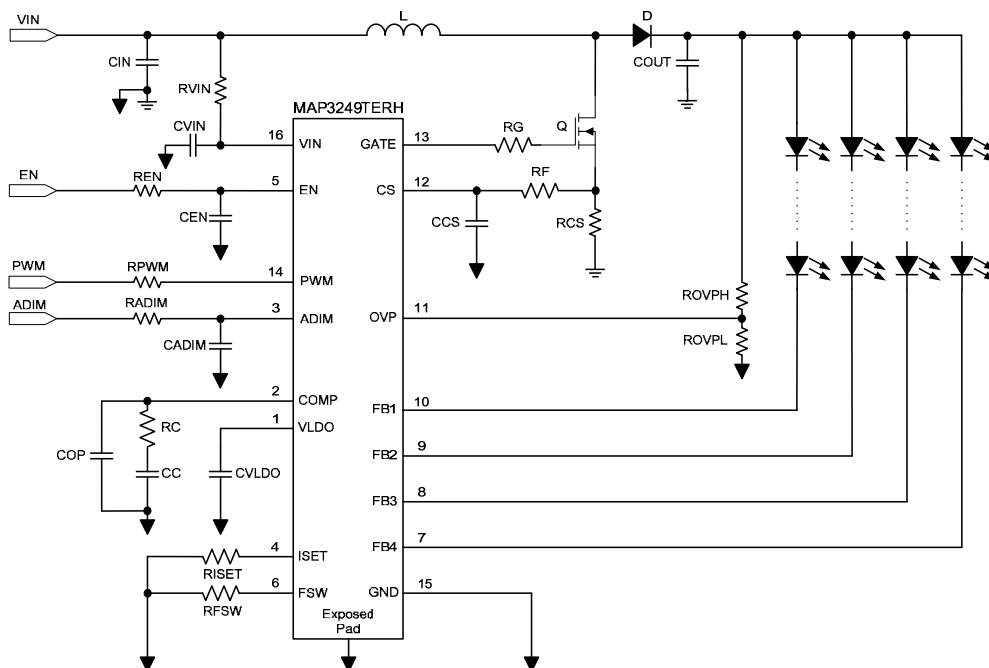 VIN
L
D
CIN
COUT
RVIN
MAP3249TERH
CVIN
16
VIN
GATE
13
RG
Q
EN
REN
5
EN
CS
12
RF
CEN
CCS
RCS
PWM
RPWM
14
PWM
ADIM
RADIM
3
ADIM
OVP
11
ROVPH
CADIM
ROVPL
2
COMP
FB1
10
RC
1
VLDO
COP
CC
CVLDO
FB2
9
FB3
8
4
ISET
FB4
7
RISET
6
FSW
GND
15
RFSW
Exposed
Pad